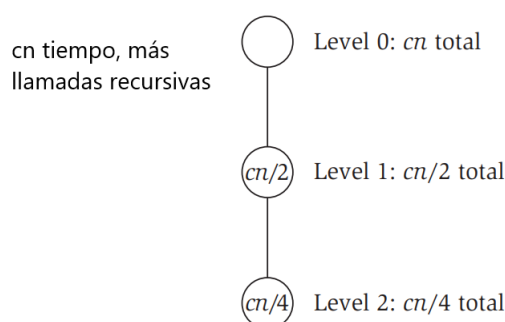 cn tiempo, más
llamadas recursivas
Level 0: cn total
cn/2
Level 1: cn/2 total
cn/4
Level 2: cn/4 total